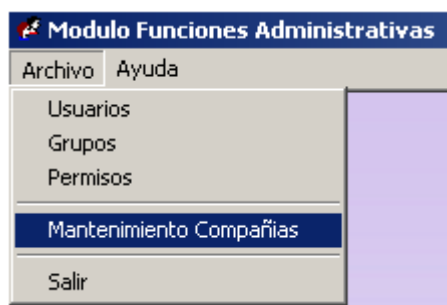 Modulo Funciones Administrativas
Archivo Ayuda
Usuarios
Grupos
Permisos
Mantenimiento Compañias
Salir